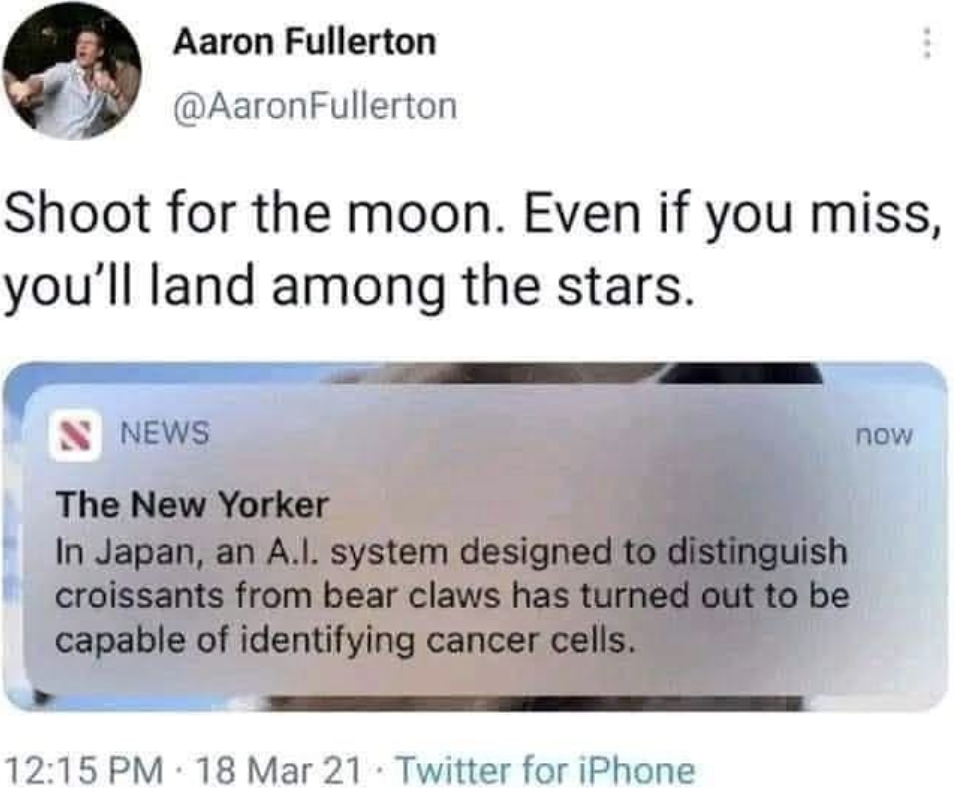 Aaron Fullerton
@AaronFullerton
Shoot for the moon. Even if you miss,
you’ll land among the stars.
NEWS
now
The New Yorker
In Japan, an A.I. system designed to distinguish
croissants from bear claws has turned out to be
capable of identifying cancer cells.
12:15 PM · 18 Mar 21 · Twitter for iPhone